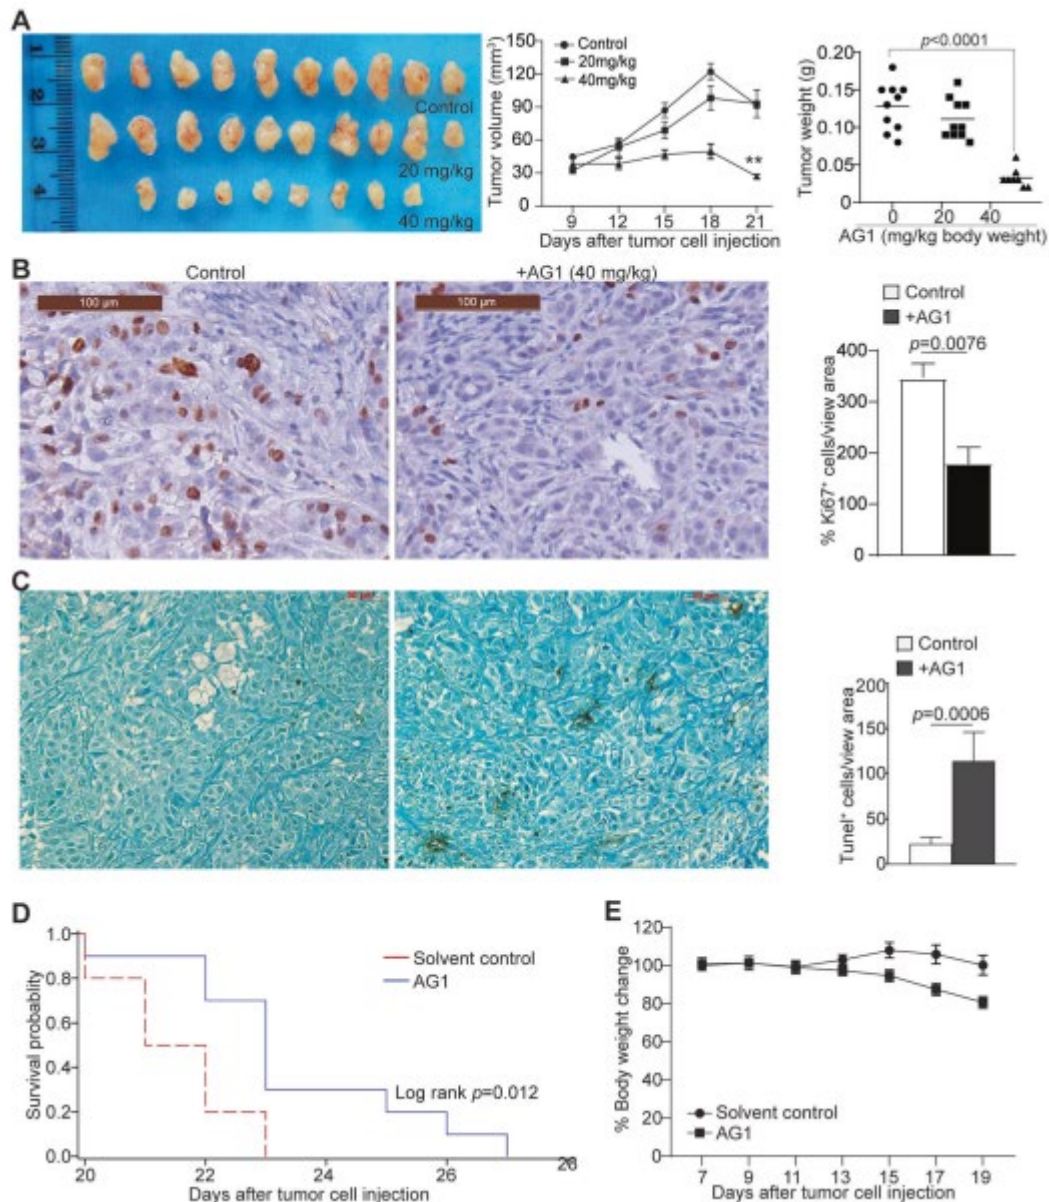 A
1
2
3
4
Control
20 mg/kg
40 mg/kg
Tumor volume (mm³)
150
120
90
60
30
0
Control
20mg/kg
40mg/kg
**
9 12 15 18 21
Days after tumor cell injection
Tumor weight (g)
p<0.0001
0.20
0.15
0.10
0.05
0
0 20 40
AG1 (mg/kg body weight)
B
Control
+AG1 (40 mg/kg)
100 µm
100 µm
Control
+AG1
p=0.0076
% Ki67⁺ cells/view area
400
300
200
100
0
C
Control
+AG1
p=0.0006
Tunel⁺ cells/view area
200
150
100
50
0
D
Survival probablity
1.0
0.8
0.6
0.4
0.2
0.0
Solvent control
AG1
Log rank p=0.012
20 22 24 26 28
Days after tumor cell injection
E
% Body weight change
120
100
80
60
40
20
0
Solvent control
AG1
7 9 11 13 15 17 19
Days after tumor cell injection